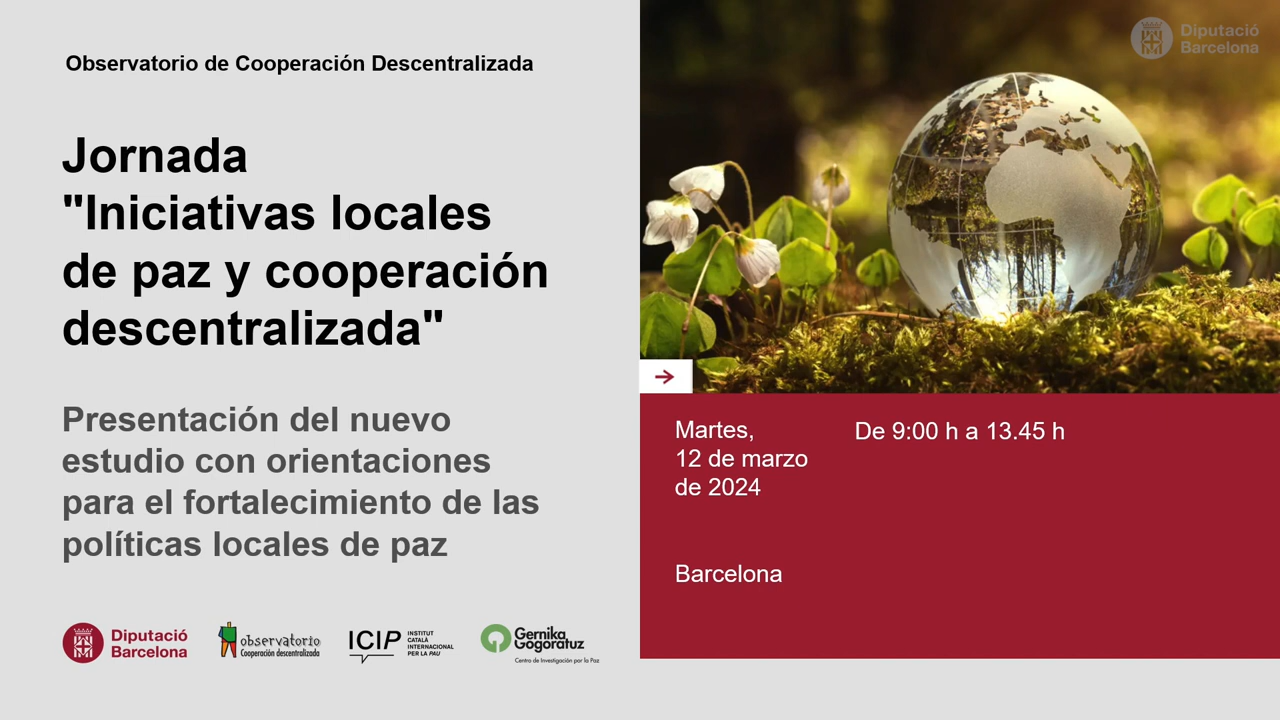 Observatorio de Cooperación Descentralizada
Jornada
"Iniciativas locales
de paz y cooperación
descentralizada"
Presentación del nuevo
estudio con orientaciones
para el fortalecimiento de las
políticas locales de paz
Diputació
Barcelona
observatorio
Cooperación descentralizada
ICIP
INSTITUT
CATALÀ
INTERNACIONAL
PER LA PAU
Gernika
Gogoratuz
Centro de Investigación por la Paz
Diputació
Barcelona
Martes,
12 de marzo
de 2024
De 9:00 h a 13.45 h
Barcelona